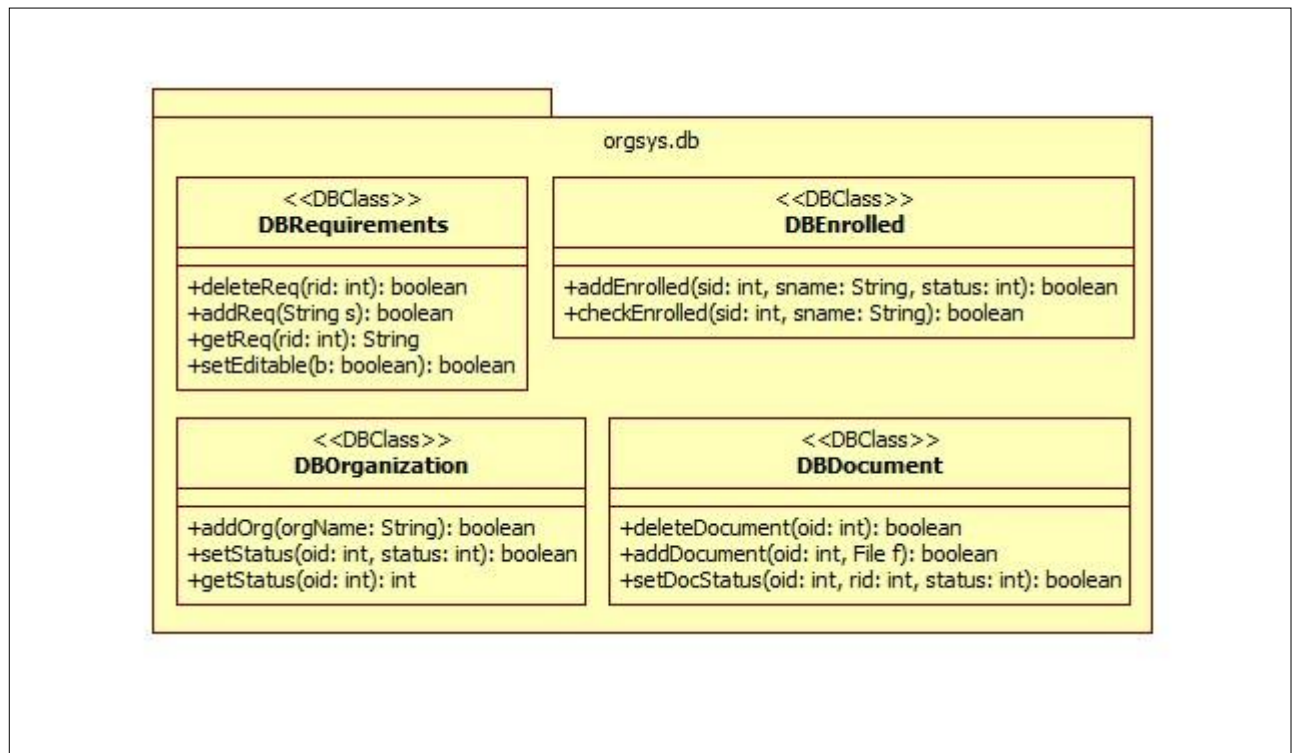 orgsys.db
<<DBClass>>
DBRequirements
+deleteReq(rid: int): boolean
+addReq(String s): boolean
+getReq(rid: int): String
+setEditable(b: boolean): boolean
<<DBClass>>
DBEnrolled
+addEnrolled(sid: int, sname: String, status: int): boolean
+checkEnrolled(sid: int, sname: String): boolean
<<DBClass>>
DBOrganization
+addOrg(orgName: String): boolean
+setStatus(oid: int, status: int): boolean
+getStatus(oid: int): int
<<DBClass>>
DBDocument
+deleteDocument(oid: int): boolean
+addDocument(oid: int, File f): boolean
+setDocStatus(oid: int, rid: int, status: int): boolean